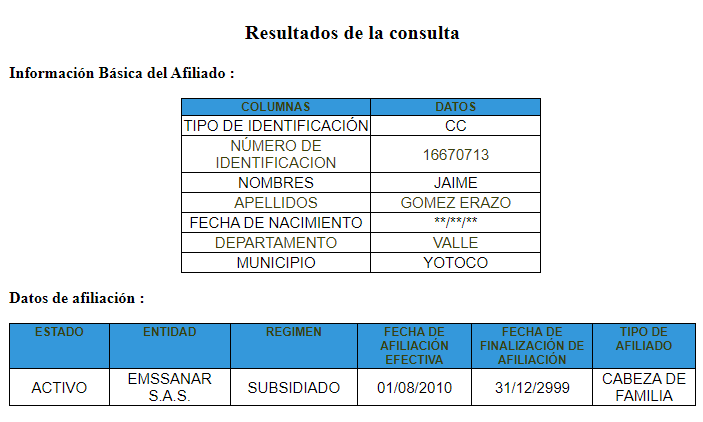 Resultados de la consulta
Información Básica del Afiliado :
COLUMNAS DATOS
TIPO DE IDENTIFICACIÓN CC
NÚMERO DE
IDENTIFICACION 16670713
NOMBRES JAIME
APELLIDOS GOMEZ ERAZO
FECHA DE NACIMIENTO **/**/**
DEPARTAMENTO VALLE
MUNICIPIO YOTOCO
Datos de afiliación :
ESTADO ENTIDAD REGIMEN FECHA DE AFILIACIÓN EFECTIVA FECHA DE FINALIZACIÓN DE AFILIACIÓN TIPO DE AFILIADO
ACTIVO EMSSANAR S.A.S. SUBSIDIADO 01/08/2010 31/12/2999 CABEZA DE FAMILIA